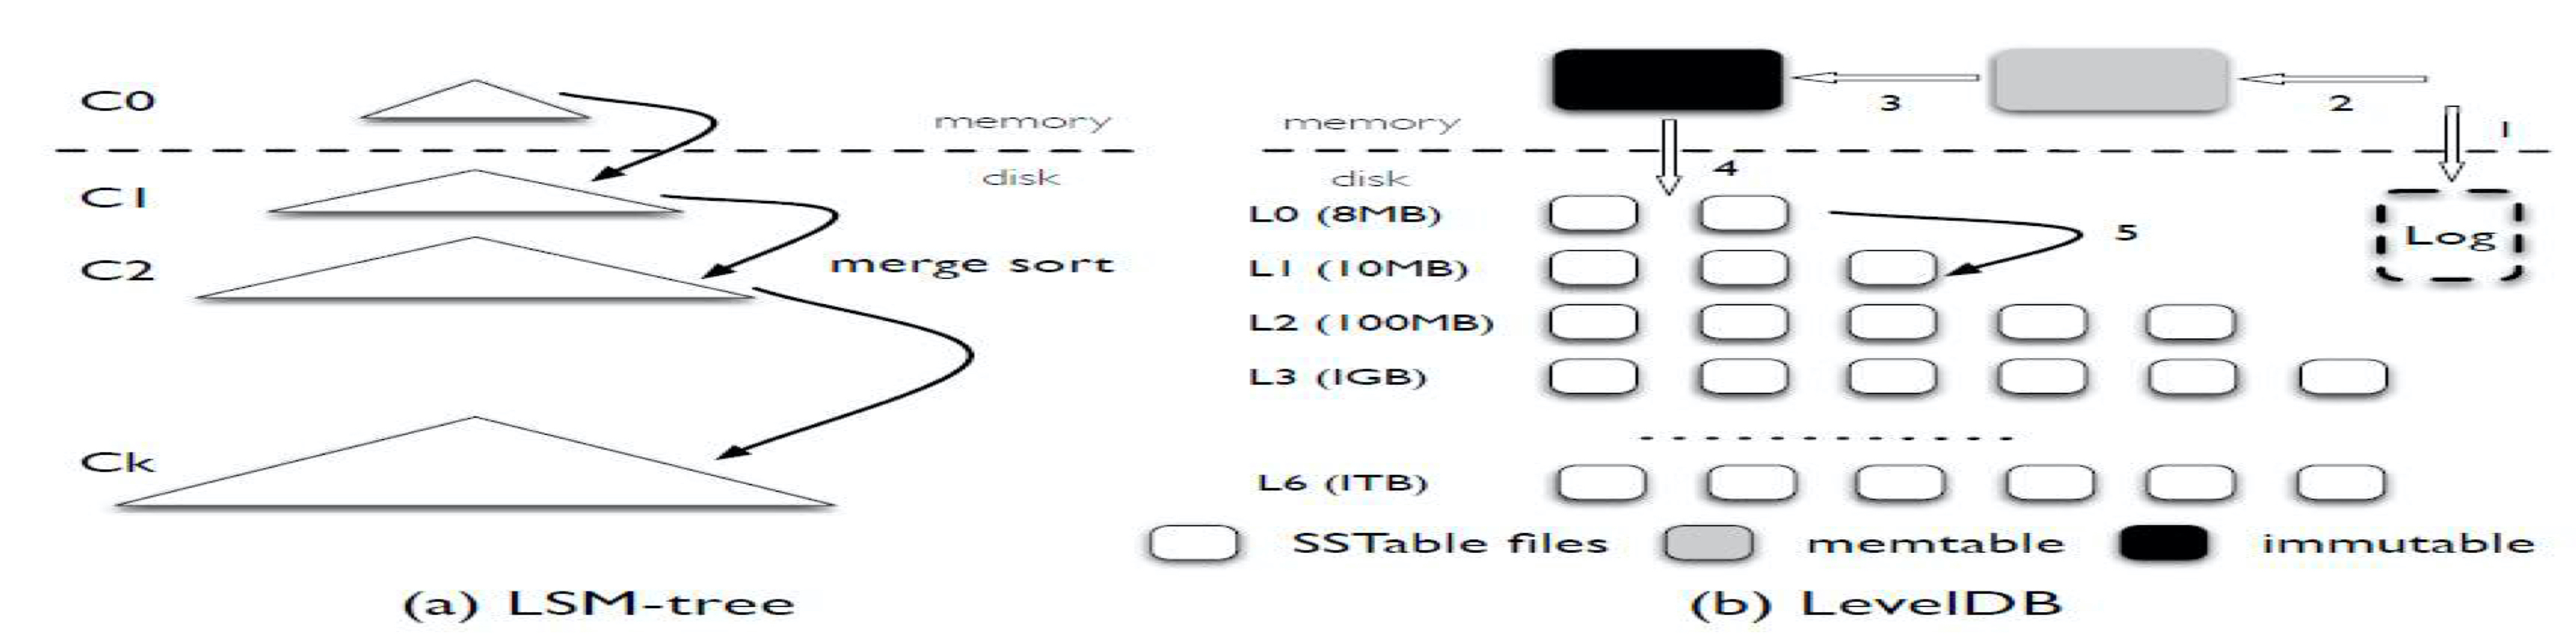 C0
memory
disk
C1
C2
merge sort
Ck
(a) LSM-tree
3
2
memory
1
4
disk
L0 (8MB)
5
Log
L1 (10MB)
L2 (100MB)
L3 (1GB)
. . . . . . . . . . . . .
L6 (1TB)
SSTable files memtable immutable
(b) LevelDB